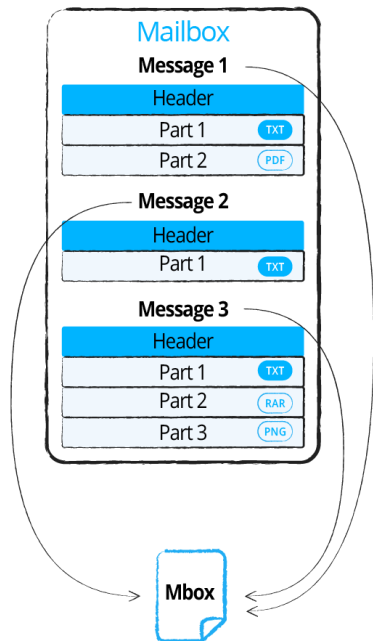 Mailbox
Message 1
Header
Part 1 TXT
Part 2 PDF
Message 2
Header
Part 1 TXT
Message 3
Header
Part 1 TXT
Part 2 RAR
Part 3 PNG
Mbox